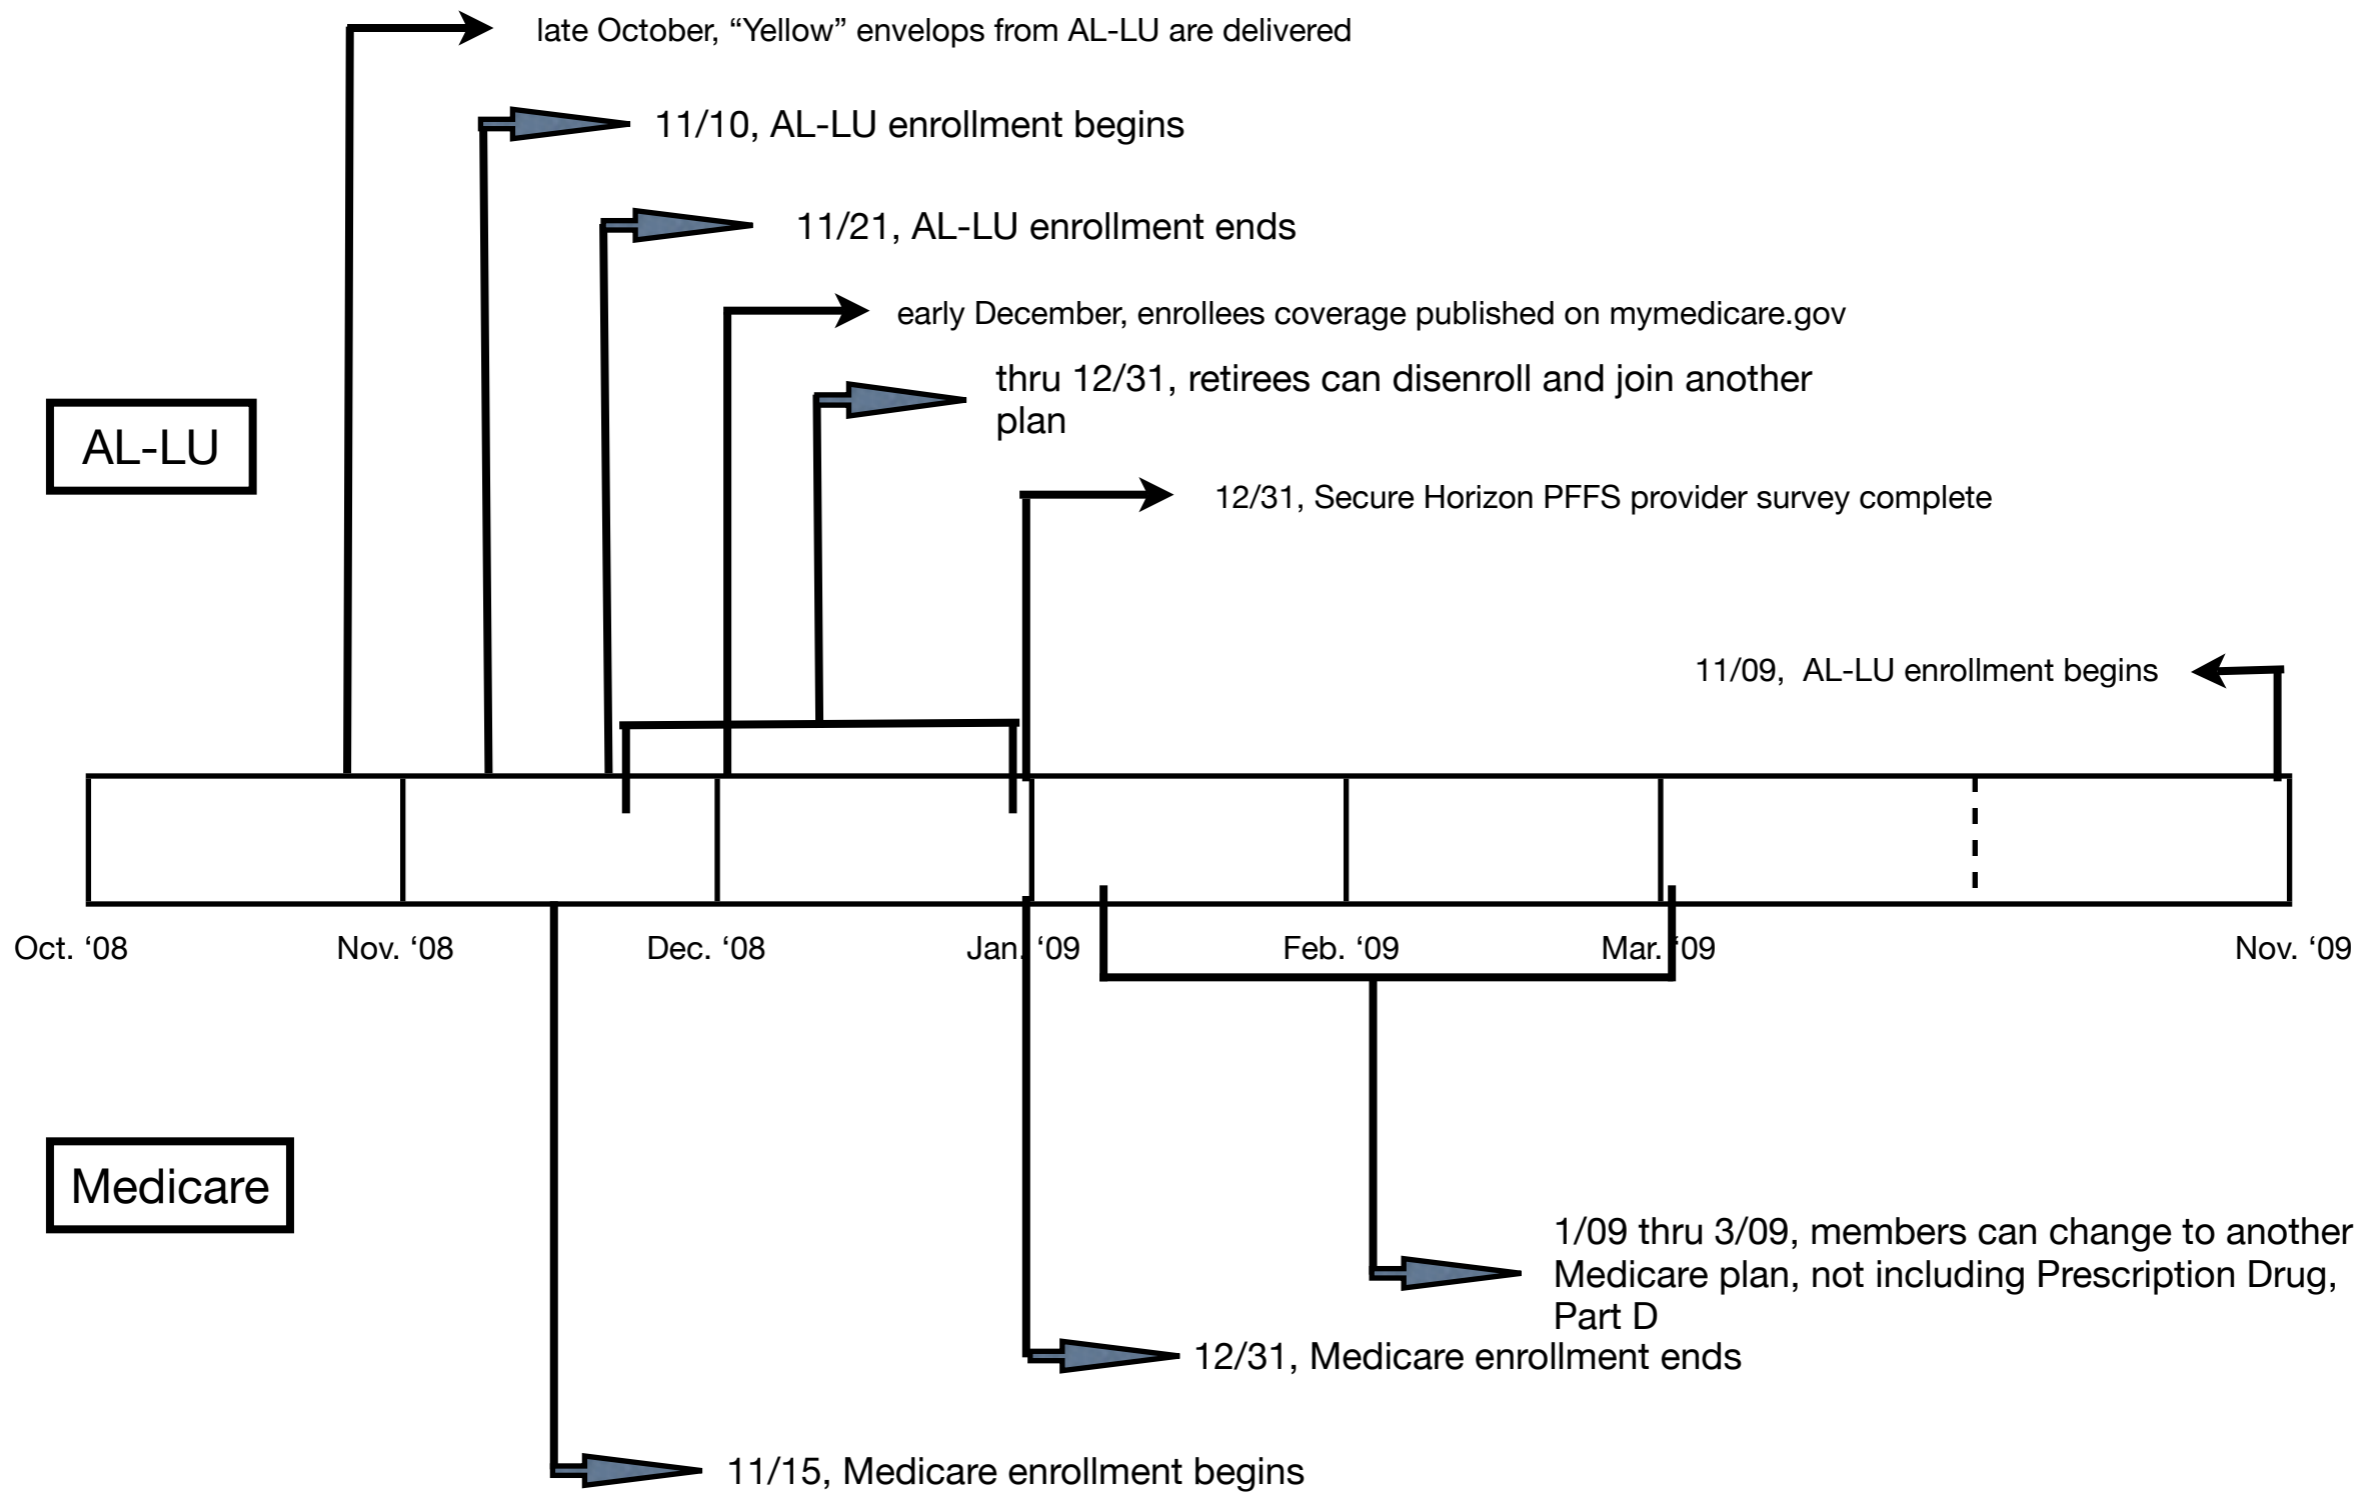 late October, “Yellow” envelops from AL-LU are delivered
11/10, AL-LU enrollment begins
11/21, AL-LU enrollment ends
early December, enrollees coverage published on mymedicare.gov
thru 12/31, retirees can disenroll and join another
plan
AL-LU
12/31, Secure Horizon PFFS provider survey complete
11/09,  AL-LU enrollment begins
Oct. ‘08
Nov. ‘08
Dec. ‘08
Jan. ‘09
Feb. ‘09
Mar. ‘09
Nov. ‘09
Medicare
1/09 thru 3/09, members can change to another
Medicare plan, not including Prescription Drug,
Part D
12/31, Medicare enrollment ends
11/15, Medicare enrollment begins